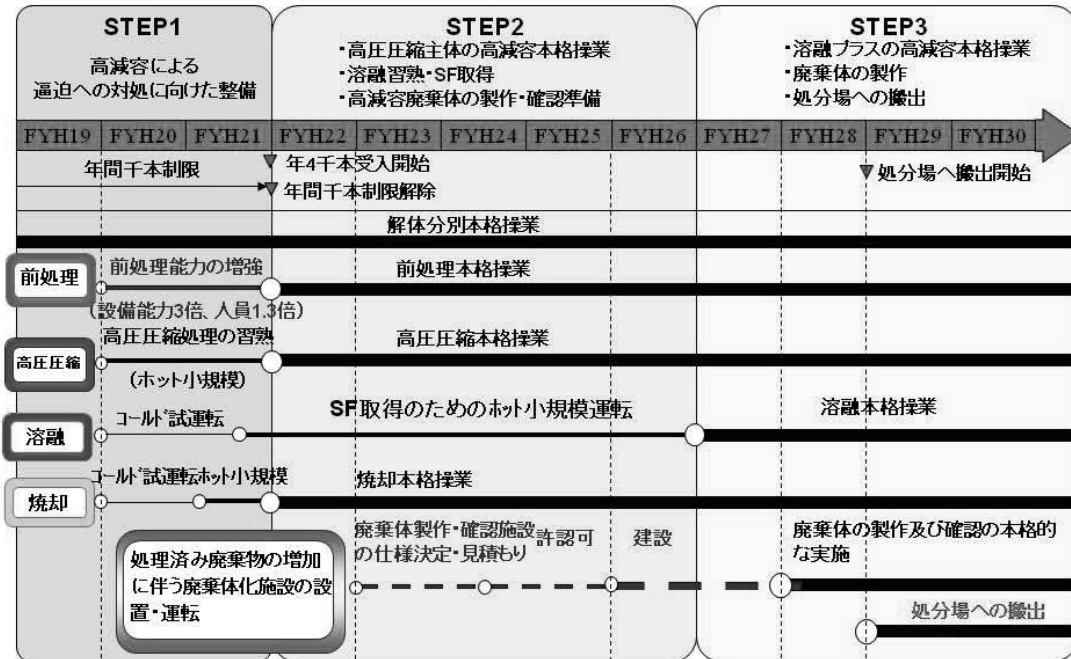 STEP1
高減容による
逼迫への対処に向けた整備
STEP2
・高圧圧縮主体の高減容本格操業
・溶融習熟・SF取得
・高減容廃棄体の製作・確認準備
STEP3
・溶融プラスの高減容本格操業
・廃棄体の製作
・処分場への搬出
FYH19 FYH20 FYH21 FYH22 FYH23 FYH24 FYH25 FYH26 FYH27 FYH28 FYH29 FYH30
年間千本制限
年4千本受入開始
年間千本制限解除
処分場へ搬出開始
解体分別本格操業
前処理
前処理能力の増強
前処理本格操業
(設備能力3倍、人員1.3倍)
高圧圧縮
高圧圧縮処理の習熟
高圧圧縮本格操業
(ホット小規模)
溶融
コールド試運転
SF取得のためのホット小規模運転
溶融本格操業
焼却
コールド試運転ホット小規模
焼却本格操業
処理済み廃棄物の増加
に伴う廃棄体化施設の設
置・運転
廃棄体製作・確認施設
の仕様決定・見積もり
許認可
建設
廃棄体の製作及び確認の本格的
な実施
処分場への搬出